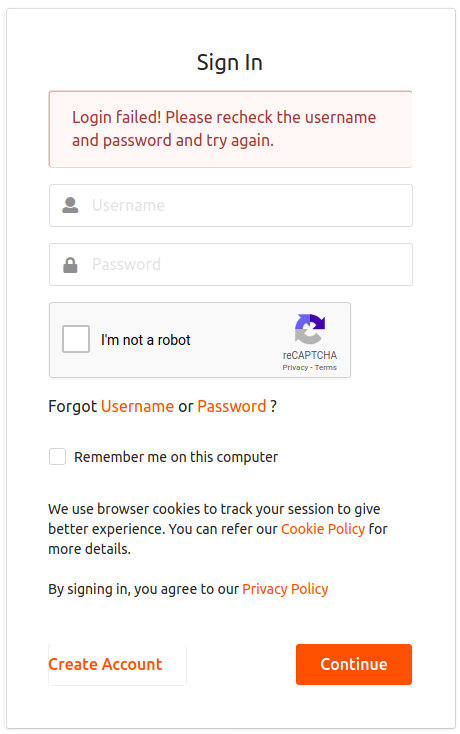 Sign In
Login failed! Please recheck the username
and password and try again.
Username
Password
I'm not a robot
reCAPTCHA
Privacy - Terms
Forgot Username or Password ?
Remember me on this computer
We use browser cookies to track your session to give
better experience. You can refer our Cookie Policy for
more details.
By signing in, you agree to our Privacy Policy
Create Account
Continue